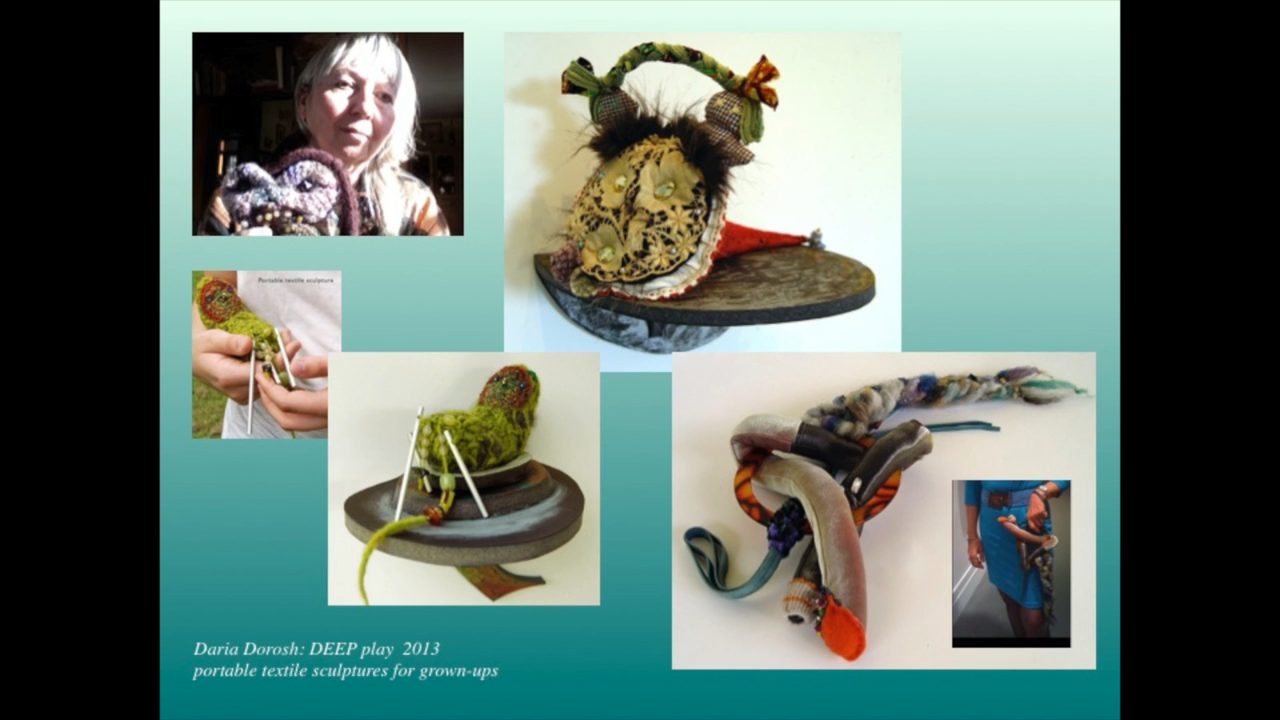 Portable textile sculpture
Daria Dorosh: DEEP play 2013
portable textile sculptures for grown-ups